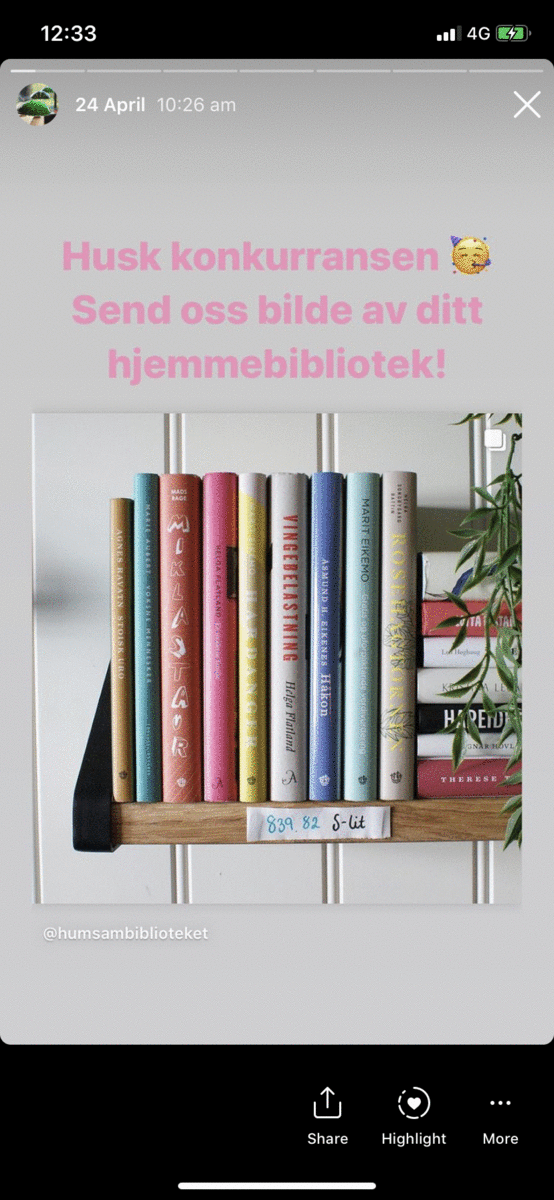 12:33
4G
24 April 10:26 am
Husk konkurransen
Send oss bilde av ditt
hjemmebibliotek!
AGNES RAVATN STOISK URO
MARIE AUBERT VOKSNE MENNESKER
MIKLAGARD
HELGA FLATLAND
VINGEBELASTNING
Helga Flatland
ÅSMUND H. EIKENES Håkon
MARIT EIKEMO
THERESE
839.82 S-lit
@humsambiblioteket
Share
Highlight
More